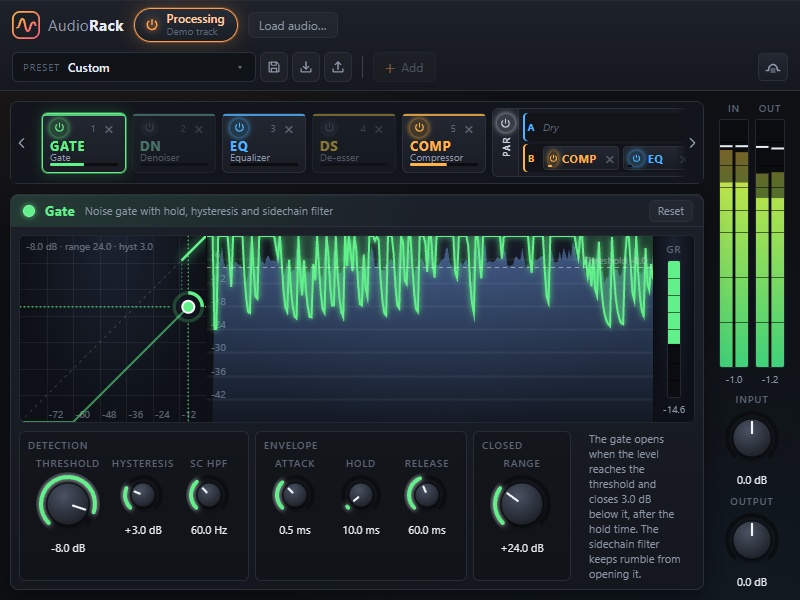 AudioRack
Processing
Demo track
Load audio...
PRESET Custom
+ Add
IN OUT
1
GATE
Gate
2
DN
Denoiser
3
EQ
Equalizer
4
DS
De-esser
5
COMP
Compressor
PAR
A Dry
B COMP EQ
Gate Noise gate with hold, hysteresis and sidechain filter
Reset
-8.0 dB · range 24.0 · hyst 3.0
GR
-12
-18
-24
-30
-36
-42
-72 -60 -48 -36 -24 -12
-14.6
-1.0 -1.2
INPUT
0.0 dB
OUTPUT
0.0 dB
DETECTION
THRESHOLD HYSTERESIS SC HPF
-8.0 dB +3.0 dB 60.0 Hz
ENVELOPE
ATTACK HOLD RELEASE
0.5 ms 10.0 ms 60.0 ms
CLOSED
RANGE
+24.0 dB
The gate opens
when the level
reaches the
threshold and
closes 3.0 dB
below it, after the
hold time. The
sidechain filter
keeps rumble from
opening it.